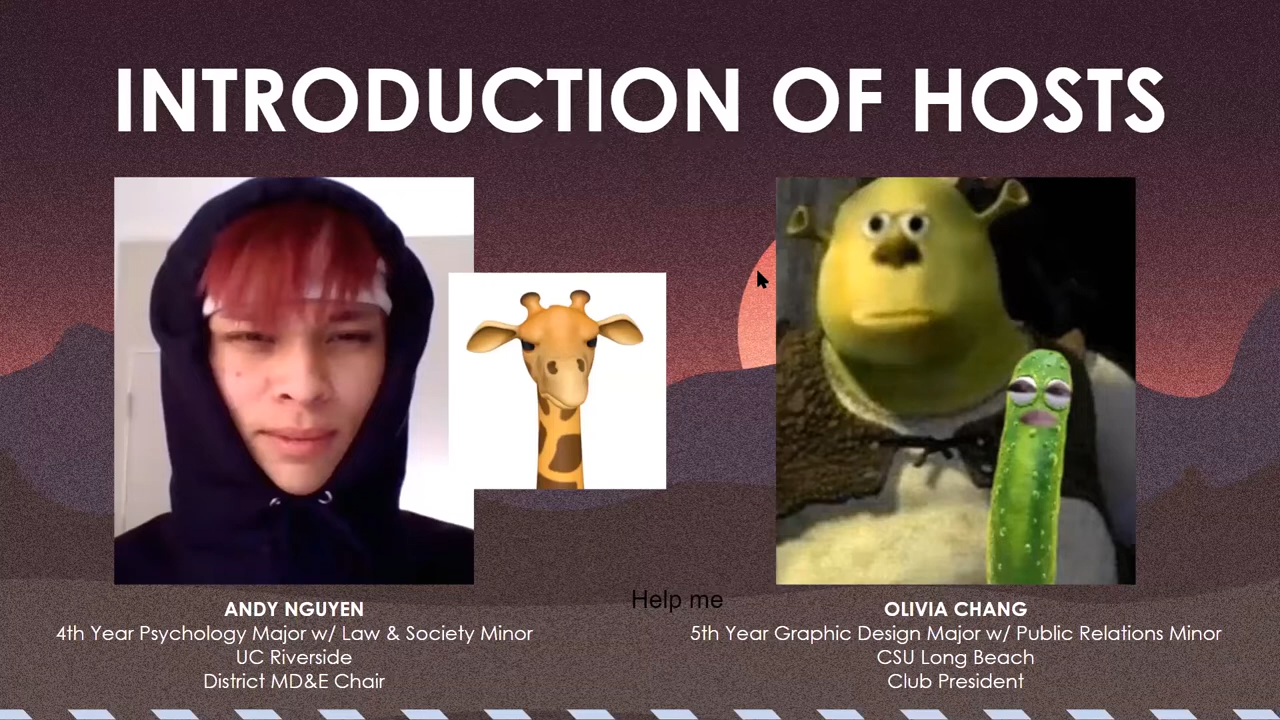 INTRODUCTION OF HOSTS
Help me
ANDY NGUYEN
4th Year Psychology Major w/ Law & Society Minor
UC Riverside
District MD&E Chair
OLIVIA CHANG
5th Year Graphic Design Major w/ Public Relations Minor
CSU Long Beach
Club President